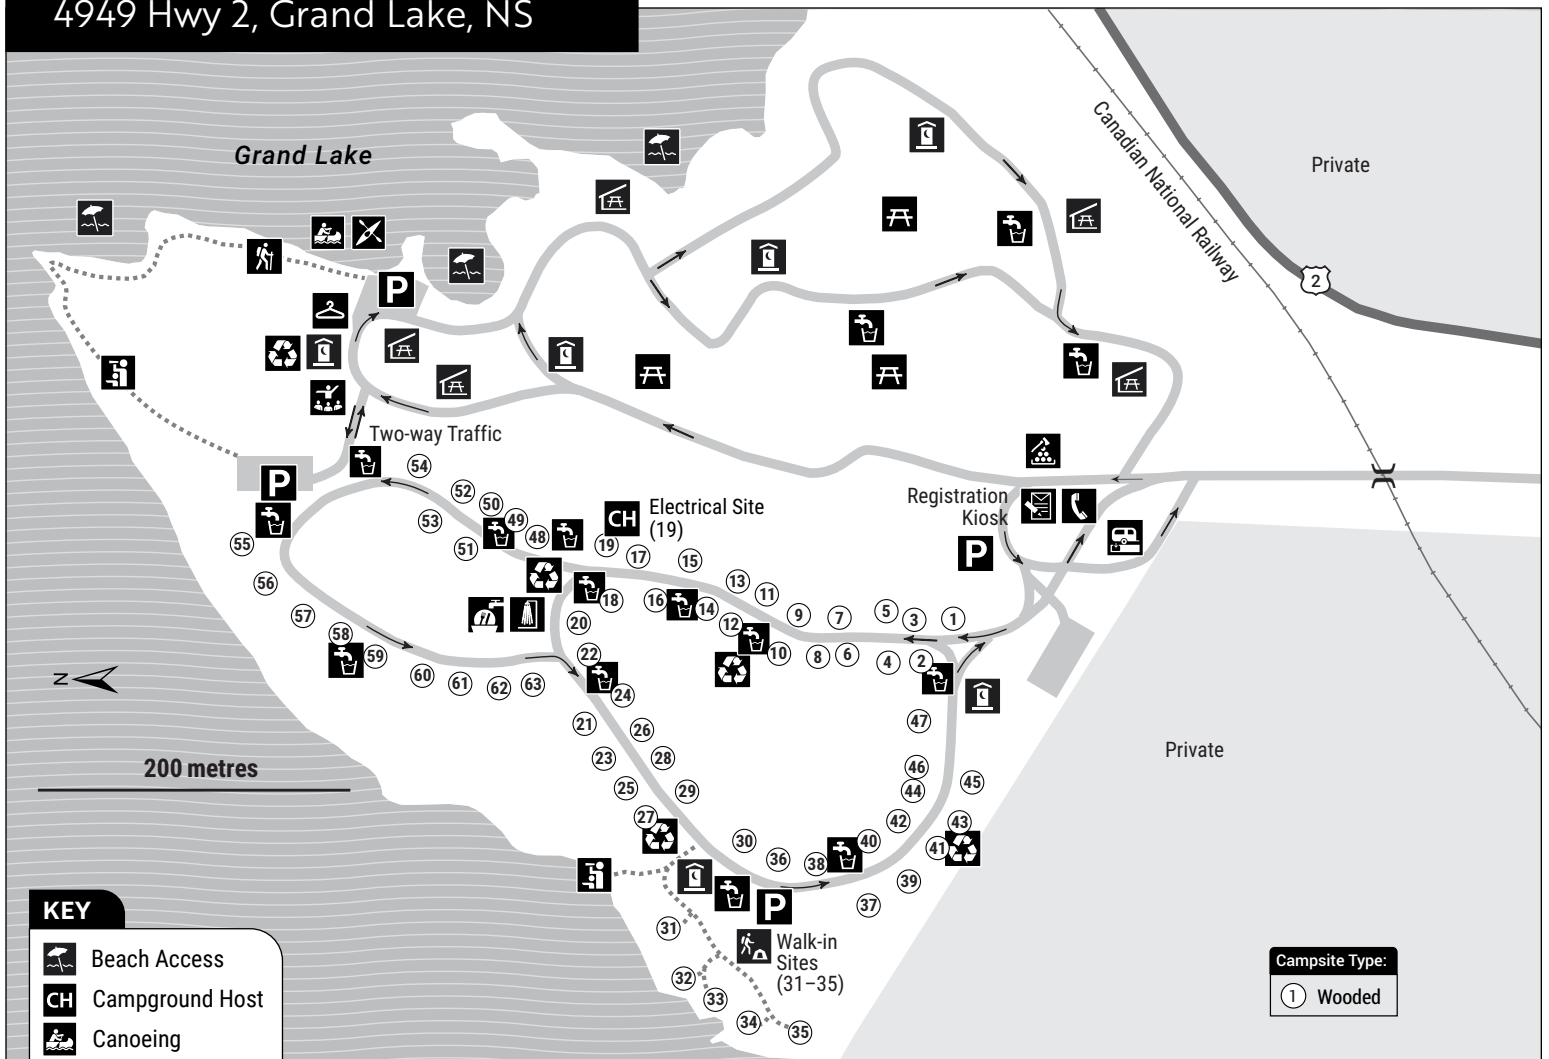 4949 Hwy 2, Grand Lake, NS
Grand Lake
Canadian National Railway
Private
2
P
Two-way Traffic
P
54
52
50
49
48
53
51
CH
Electrical Site
(19)
19
17
15
13
11
9
7
5
3
1
Registration
Kiosk
P
55
56
57
58
59
60
61
62
63
18
16
14
12
10
8
6
4
2
20
22
24
21
26
23
28
25
29
27
47
46
44
45
42
43
41
40
39
30
36
38
37
N
200 metres
Private
P
31
Walk-in
Sites
(31–35)
32
33
34
35
KEY
Beach Access
CH Campground Host
Canoeing
Campsite Type:
1 Wooded